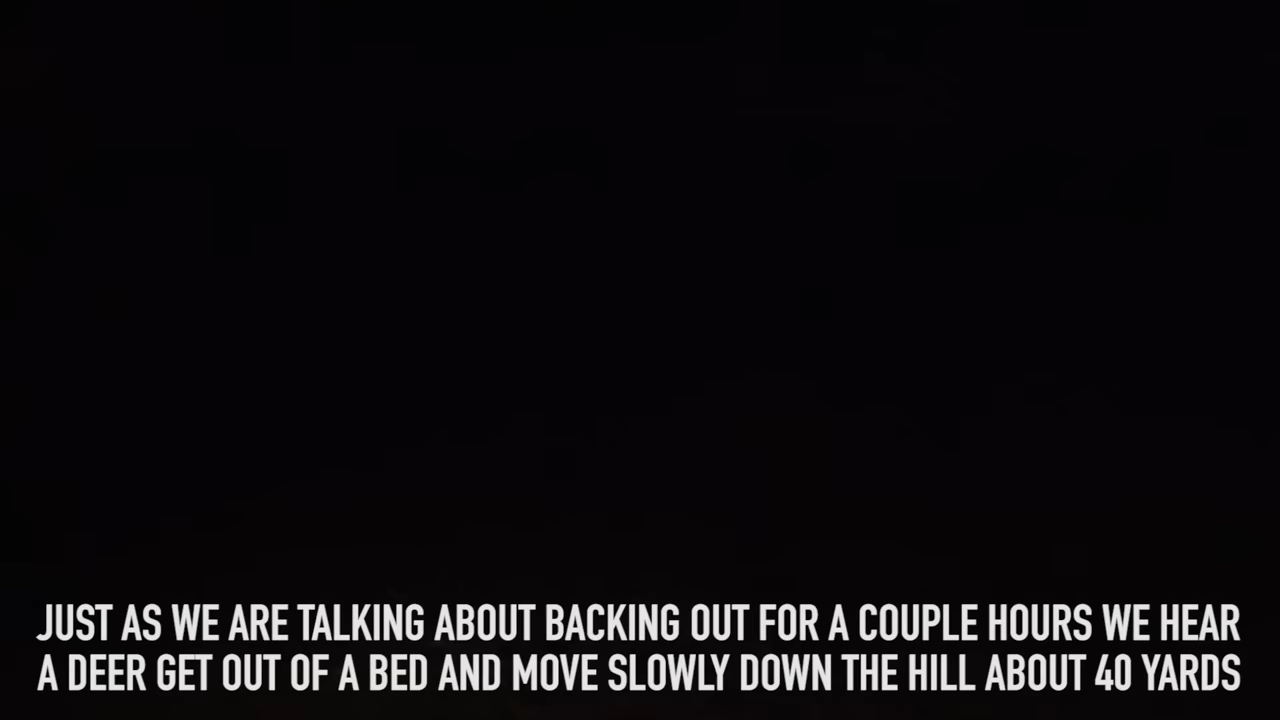 JUST AS WE ARE TALKING ABOUT BACKING OUT FOR A COUPLE HOURS WE HEAR
A DEER GET OUT OF A BED AND MOVE SLOWLY DOWN THE HILL ABOUT 40 YARDS